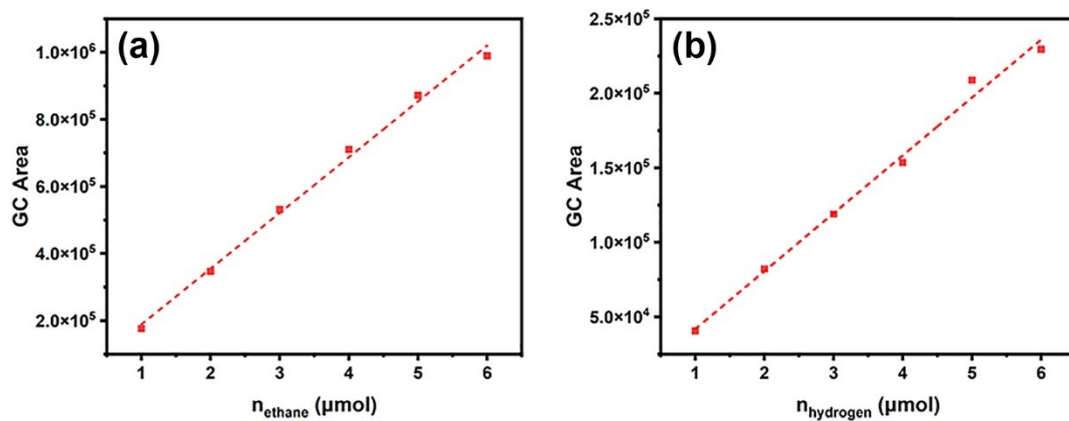 (a)
GC Area
1.0×10⁶
8.0×10⁵
6.0×10⁵
4.0×10⁵
2.0×10⁵
1 2 3 4 5 6
n_ethane (μmol)
(b)
GC Area
2.5×10⁵
2.0×10⁵
1.5×10⁵
1.0×10⁵
5.0×10⁴
1 2 3 4 5 6
n_hydrogen (μmol)